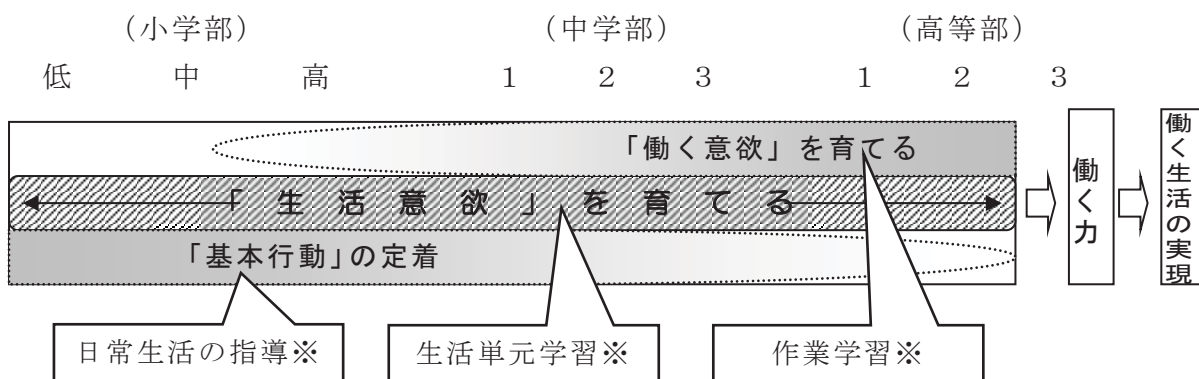 （小学部） （中学部） （高等部）
低 中 高 1 2 3 1 2 3
「働く意欲」を育てる
「生活意欲」を育てる
「基本行動」の定着
働く力
働く生活の実現
日常生活の指導※ 生活単元学習※ 作業学習※